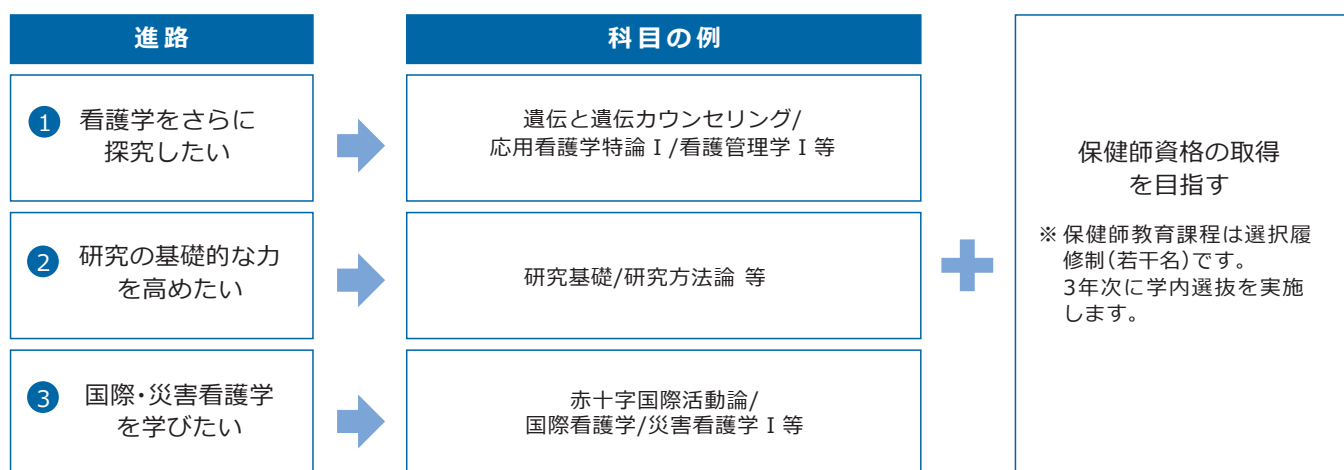 進路
科目の例
1 看護学をさらに
探究したい
遺伝と遺伝カウンセリング/
応用看護学特論Ⅰ/看護管理学Ⅰ等
2 研究の基礎的な力
を高めたい
研究基礎/研究方法論 等
3 国際・災害看護学
を学びたい
赤十字国際活動論/
国際看護学/災害看護学Ⅰ等
保健師資格の取得
を目指す
※ 保健師教育課程は選択履
修制(若干名)です。
3年次に学内選抜を実施
します。